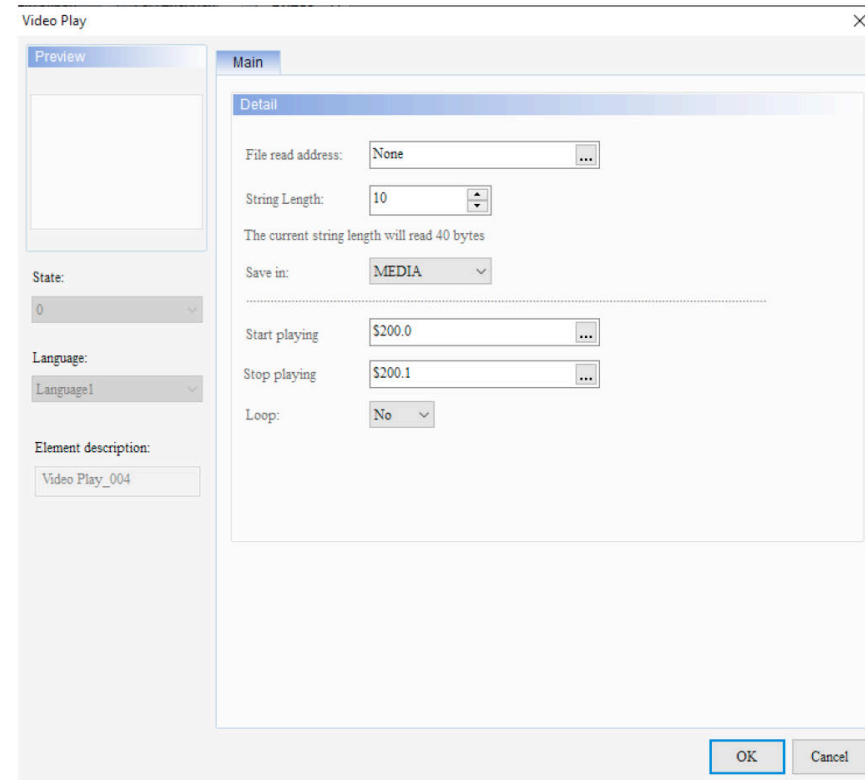 Video Play
Preview
Main
Detail
File read address:
None
...
String Length:
10
The current string length will read 40 bytes
Save in:
MEDIA
State:
0
Start playing
$200.0
...
Language:
Stop playing
$200.1
...
Language1
Loop:
No
Element description:
Video Play_004
OK
Cancel